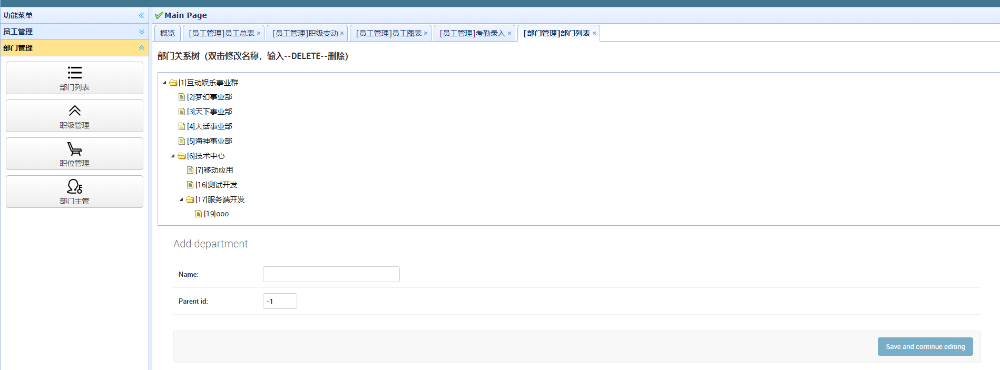 功能菜单
员工管理
部门管理
部门列表
职级管理
职位管理
部门主管
Main Page
概览
[员工管理]员工总表
[员工管理]职级变动
[员工管理]员工图表
[员工管理]考勤录入
[部门管理]部门列表
部门关系树（双击修改名称，输入--DELETE--删除）
[1]互动娱乐事业群
[2]梦幻事业部
[3]天下事业部
[4]大话事业部
[5]海神事业部
[6]技术中心
[7]移动应用
[16]测试开发
[17]服务端开发
[19]ooo
Add department
Name:
Parent id:
-1
Save and continue editing